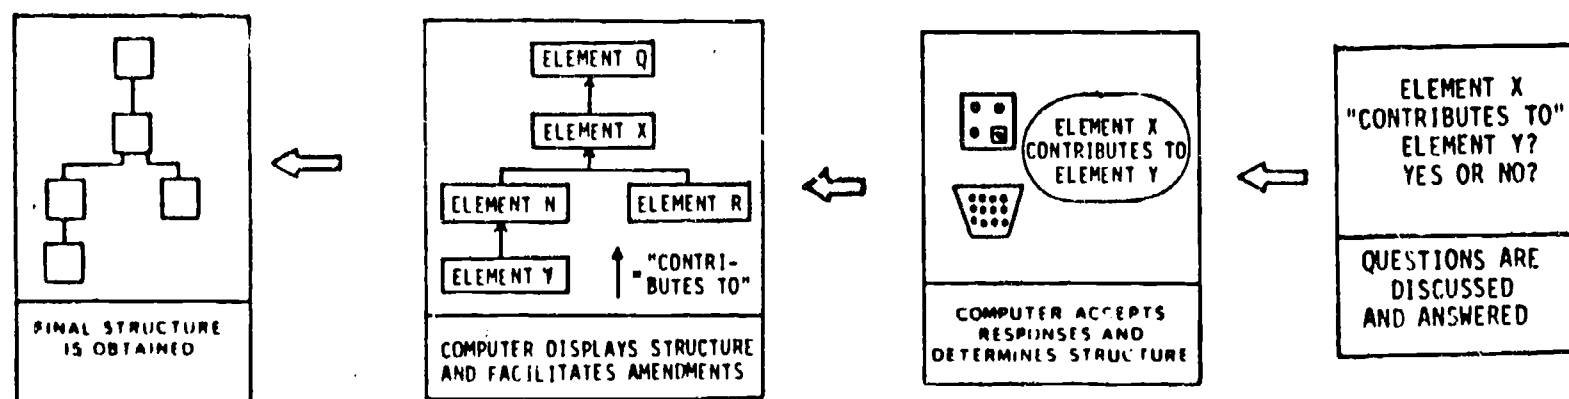 ELEMENT Q
ELEMENT X
ELEMENT N
ELEMENT R
ELEMENT Y
= "CONTRI-
BUTES TO"
FINAL STRUCTURE
IS OBTAINED
COMPUTER DISPLAYS STRUCTURE
AND FACILITATES AMENDMENTS
ELEMENT X
CONTRIBUTES TO
ELEMENT Y
COMPUTER ACCEPTS
RESPONSES AND
DETERMINES STRUCTURE
ELEMENT X
"CONTRIBUTES TO"
ELEMENT Y?
YES OR NO?
QUESTIONS ARE
DISCUSSED
AND ANSWERED